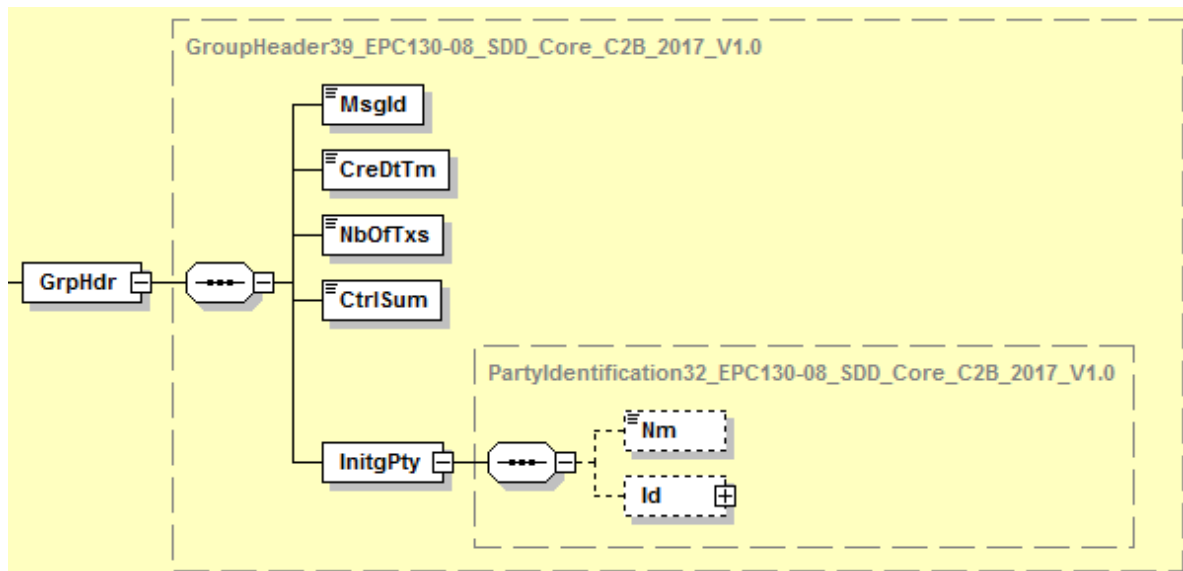 GroupHeader39_EPC130-08_SDD_Core_C2B_2017_V1.0
MsgId
CreDtTm
NbOfTxs
GrpHdr
CtrlSum
PartyIdentification32_EPC130-08_SDD_Core_C2B_2017_V1.0
Nm
InitgPty
Id